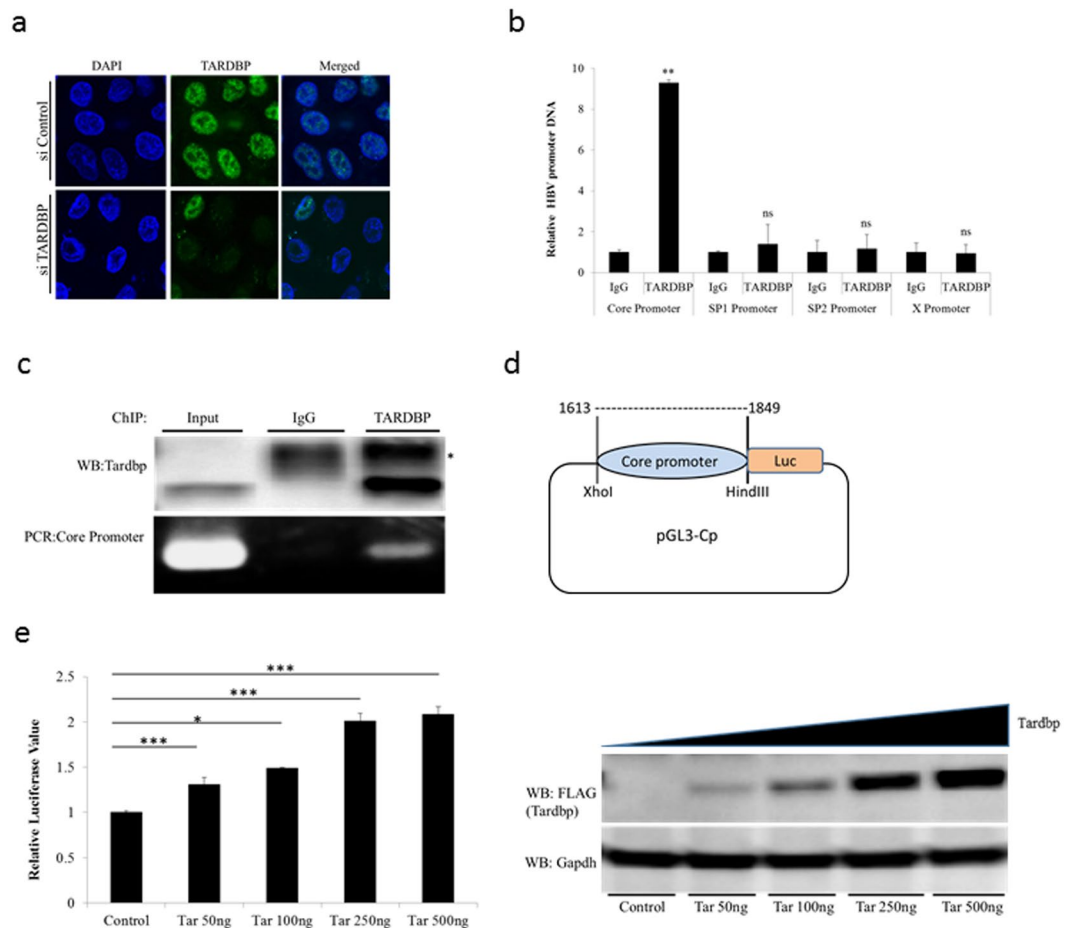 a
DAPI TARDBP Merged
si Control
si TARDBP
b
Relative HBV promoter DNA
10
8
6
4
2
0
** ns ns ns
IgG TARDBP IgG TARDBP IgG TARDBP IgG TARDBP
Core Promoter SP1 Promoter SP2 Promoter X Promoter
c
ChIP: Input IgG TARDBP
WB:Tardbp *
PCR:Core Promoter
d
1613 1849
Core promoter Luc
XhoI HindIII
pGL3-Cp
e
Relative Luciferase Value
2.5
2
1.5
1
0.5
0
***
***
*
***
Control Tar 50ng Tar 100ng Tar 250ng Tar 500ng
Tardbp
WB: FLAG
(Tardbp)
WB: Gapdh
Control Tar 50ng Tar 100ng Tar 250ng Tar 500ng